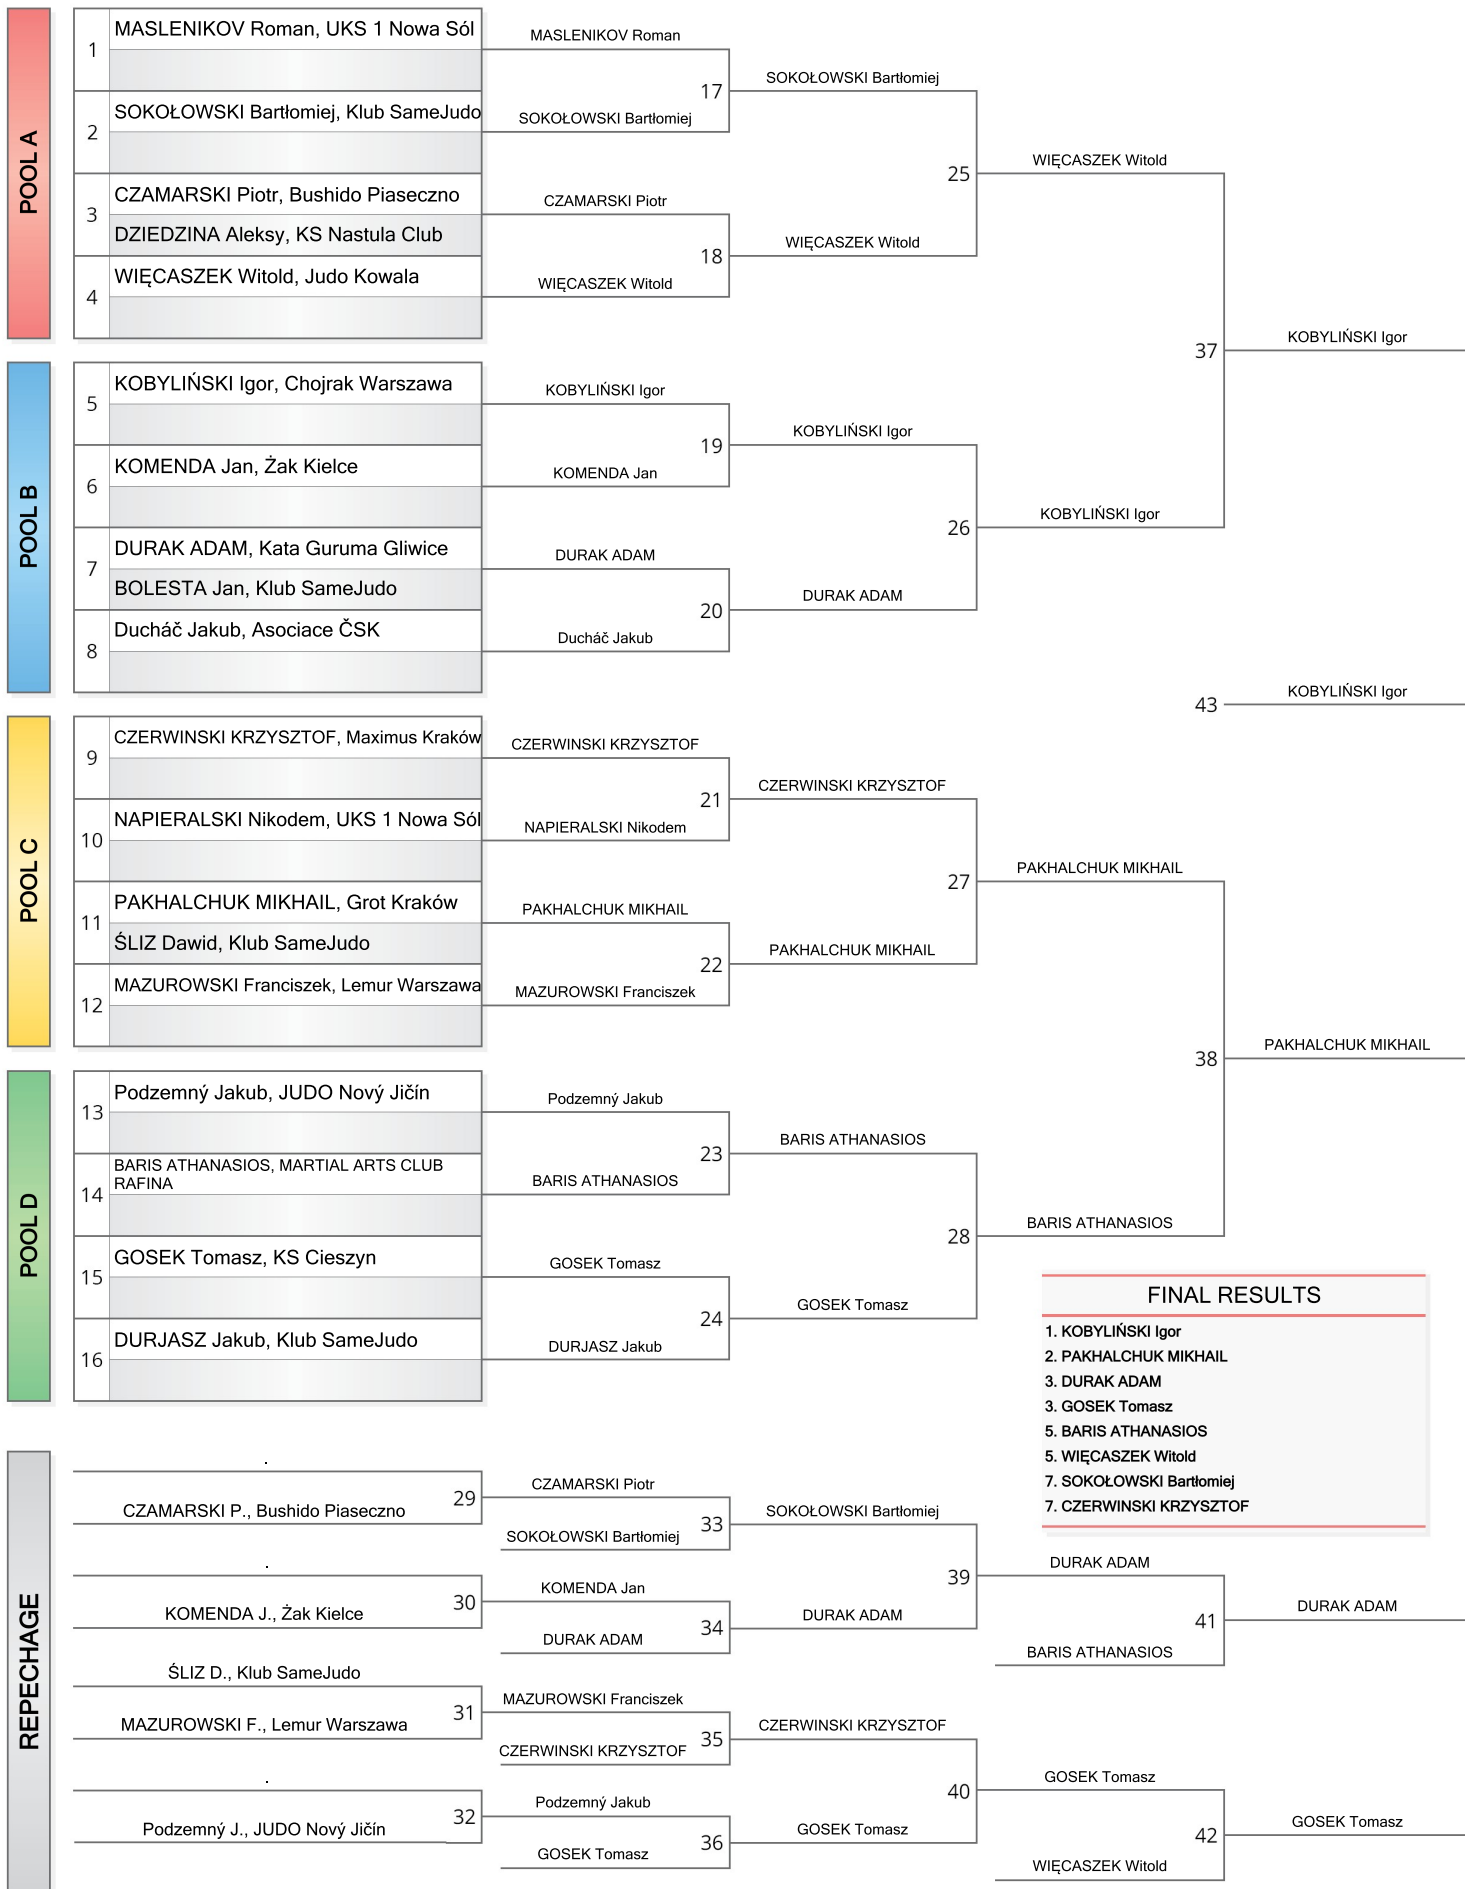 POOL A
1
MASLENIKOV Roman, UKS 1 Nowa Sól
2
SOKOŁOWSKI Bartłomiej, Klub SameJudo
3
CZAMARSKI Piotr, Bushido Piaseczno
DZIEDZINA Aleksy, KS Nastula Club
4
WIĘCASZEK Witold, Judo Kowala
MASLENIKOV Roman
17
SOKOŁOWSKI Bartłomiej
CZAMARSKI Piotr
18
WIĘCASZEK Witold
SOKOŁOWSKI Bartłomiej
25
WIĘCASZEK Witold
WIĘCASZEK Witold
POOL B
5
KOBYLIŃSKI Igor, Chojrak Warszawa
6
KOMENDA Jan, Żak Kielce
7
DURAK ADAM, Kata Guruma Gliwice
BOLESTA Jan, Klub SameJudo
8
Ducháč Jakub, Asociace ČSK
KOBYLIŃSKI Igor
19
KOMENDA Jan
DURAK ADAM
20
Ducháč Jakub
KOBYLIŃSKI Igor
26
DURAK ADAM
KOBYLIŃSKI Igor
37
KOBYLIŃSKI Igor
43
KOBYLIŃSKI Igor
POOL C
9
CZERWINSKI KRZYSZTOF, Maximus Kraków
10
NAPIERALSKI Nikodem, UKS 1 Nowa Sól
11
PAKHALCHUK MIKHAIL, Grot Kraków
ŚLIZ Dawid, Klub SameJudo
12
MAZUROWSKI Franciszek, Lemur Warszawa
CZERWINSKI KRZYSZTOF
21
NAPIERALSKI Nikodem
PAKHALCHUK MIKHAIL
22
MAZUROWSKI Franciszek
CZERWINSKI KRZYSZTOF
27
PAKHALCHUK MIKHAIL
PAKHALCHUK MIKHAIL
38
PAKHALCHUK MIKHAIL
POOL D
13
Podzemný Jakub, JUDO Nový Jičín
14
BARIS ATHANASIOS, MARTIAL ARTS CLUB
RAFINA
15
GOSEK Tomasz, KS Cieszyn
16
DURJASZ Jakub, Klub SameJudo
Podzemný Jakub
23
BARIS ATHANASIOS
GOSEK Tomasz
24
DURJASZ Jakub
BARIS ATHANASIOS
28
GOSEK Tomasz
BARIS ATHANASIOS
FINAL RESULTS
1. KOBYLIŃSKI Igor
2. PAKHALCHUK MIKHAIL
3. DURAK ADAM
3. GOSEK Tomasz
5. BARIS ATHANASIOS
5. WIĘCASZEK Witold
7. SOKOŁOWSKI Bartłomiej
7. CZERWINSKI KRZYSZTOF
REPECHAGE
.
29
CZAMARSKI P., Bushido Piaseczno
.
30
KOMENDA J., Żak Kielce
ŚLIZ D., Klub SameJudo
31
MAZUROWSKI F., Lemur Warszawa
.
32
Podzemný J., JUDO Nový Jičín
CZAMARSKI Piotr
33
SOKOŁOWSKI Bartłomiej
KOMENDA Jan
34
DURAK ADAM
MAZUROWSKI Franciszek
35
CZERWINSKI KRZYSZTOF
Podzemný Jakub
36
GOSEK Tomasz
SOKOŁOWSKI Bartłomiej
39
DURAK ADAM
CZERWINSKI KRZYSZTOF
40
GOSEK Tomasz
DURAK ADAM
41
BARIS ATHANASIOS
DURAK ADAM
GOSEK Tomasz
42
WIĘCASZEK Witold
GOSEK Tomasz